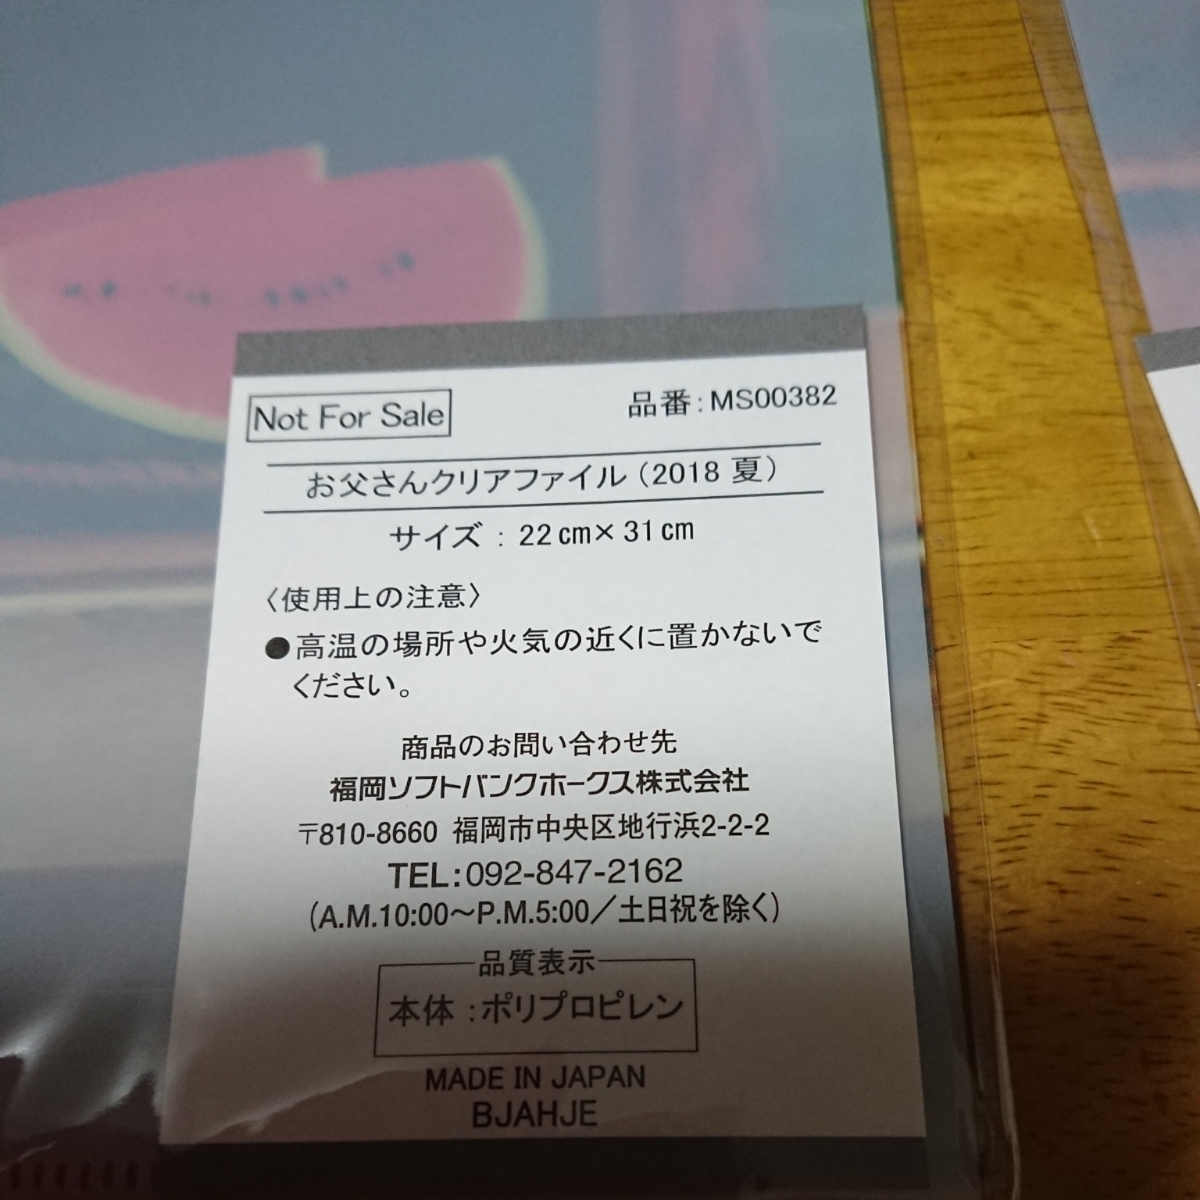 Not For Sale
品番:MS00382
お父さんクリアファイル(2018 夏)
サイズ : 22cm×31cm
〈使用上の注意〉
●高温の場所や火気の近くに置かないで
ください。
商品のお問い合わせ先
福岡ソフトバンクホークス株式会社
〒810-8660 福岡市中央区地行浜2-2-2
TEL:092-847-2162
(A.M.10:00〜P.M.5:00/土日祝を除く)
品質表示
本体 :ポリプロピレン
MADE IN JAPAN
BJAHJE